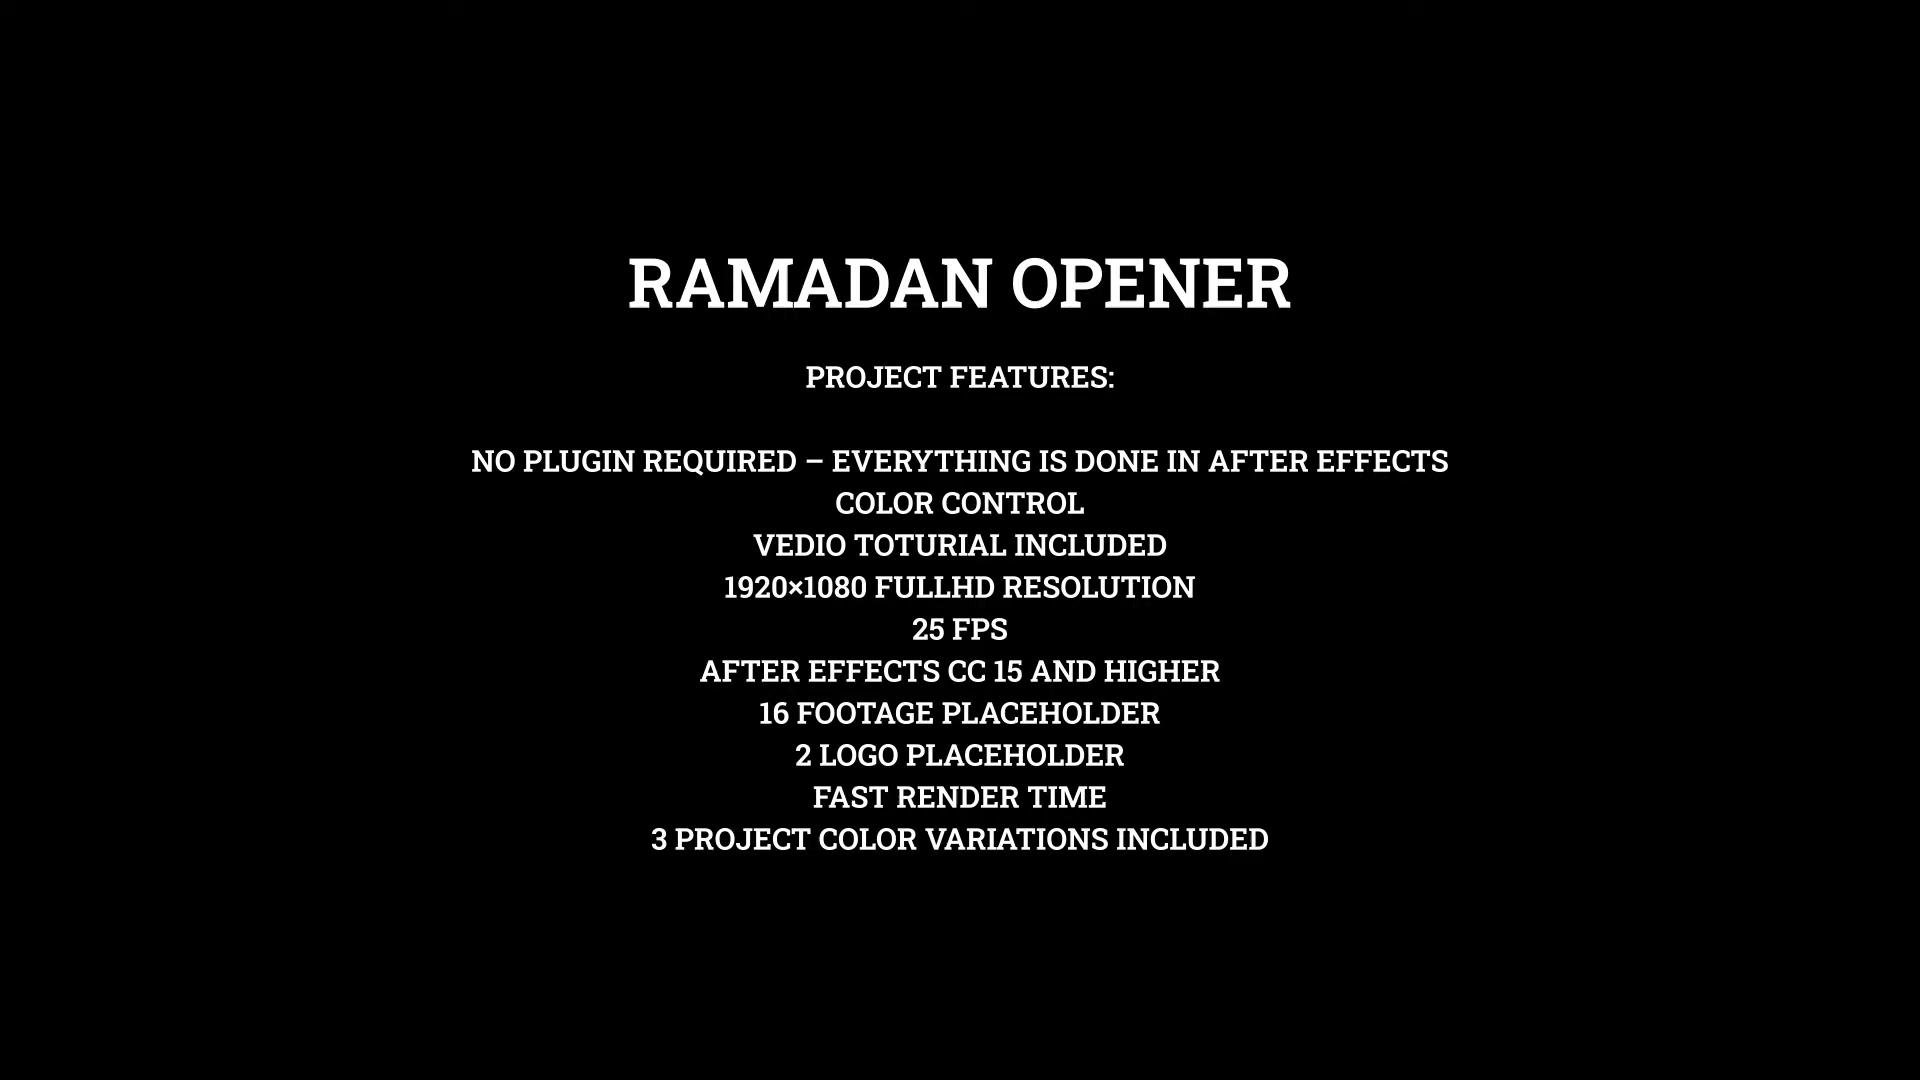 RAMADAN OPENER
PROJECT FEATURES:
NO PLUGIN REQUIRED – EVERYTHING IS DONE IN AFTER EFFECTS
COLOR CONTROL
VEDIO TOTURIAL INCLUDED
1920×1080 FULLHD RESOLUTION
25 FPS
AFTER EFFECTS CC 15 AND HIGHER
16 FOOTAGE PLACEHOLDER
2 LOGO PLACEHOLDER
FAST RENDER TIME
3 PROJECT COLOR VARIATIONS INCLUDED